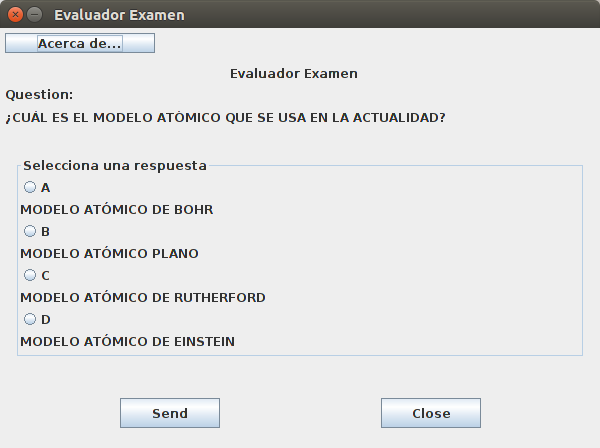 Evaluador Examen
Acerca de...
Evaluador Examen
Question:
¿CUÁL ES EL MODELO ATÓMICO QUE SE USA EN LA ACTUALIDAD?
Selecciona una respuesta
A
MODELO ATÓMICO DE BOHR
B
MODELO ATÓMICO PLANO
C
MODELO ATÓMICO DE RUTHERFORD
D
MODELO ATÓMICO DE EINSTEIN
Send Close